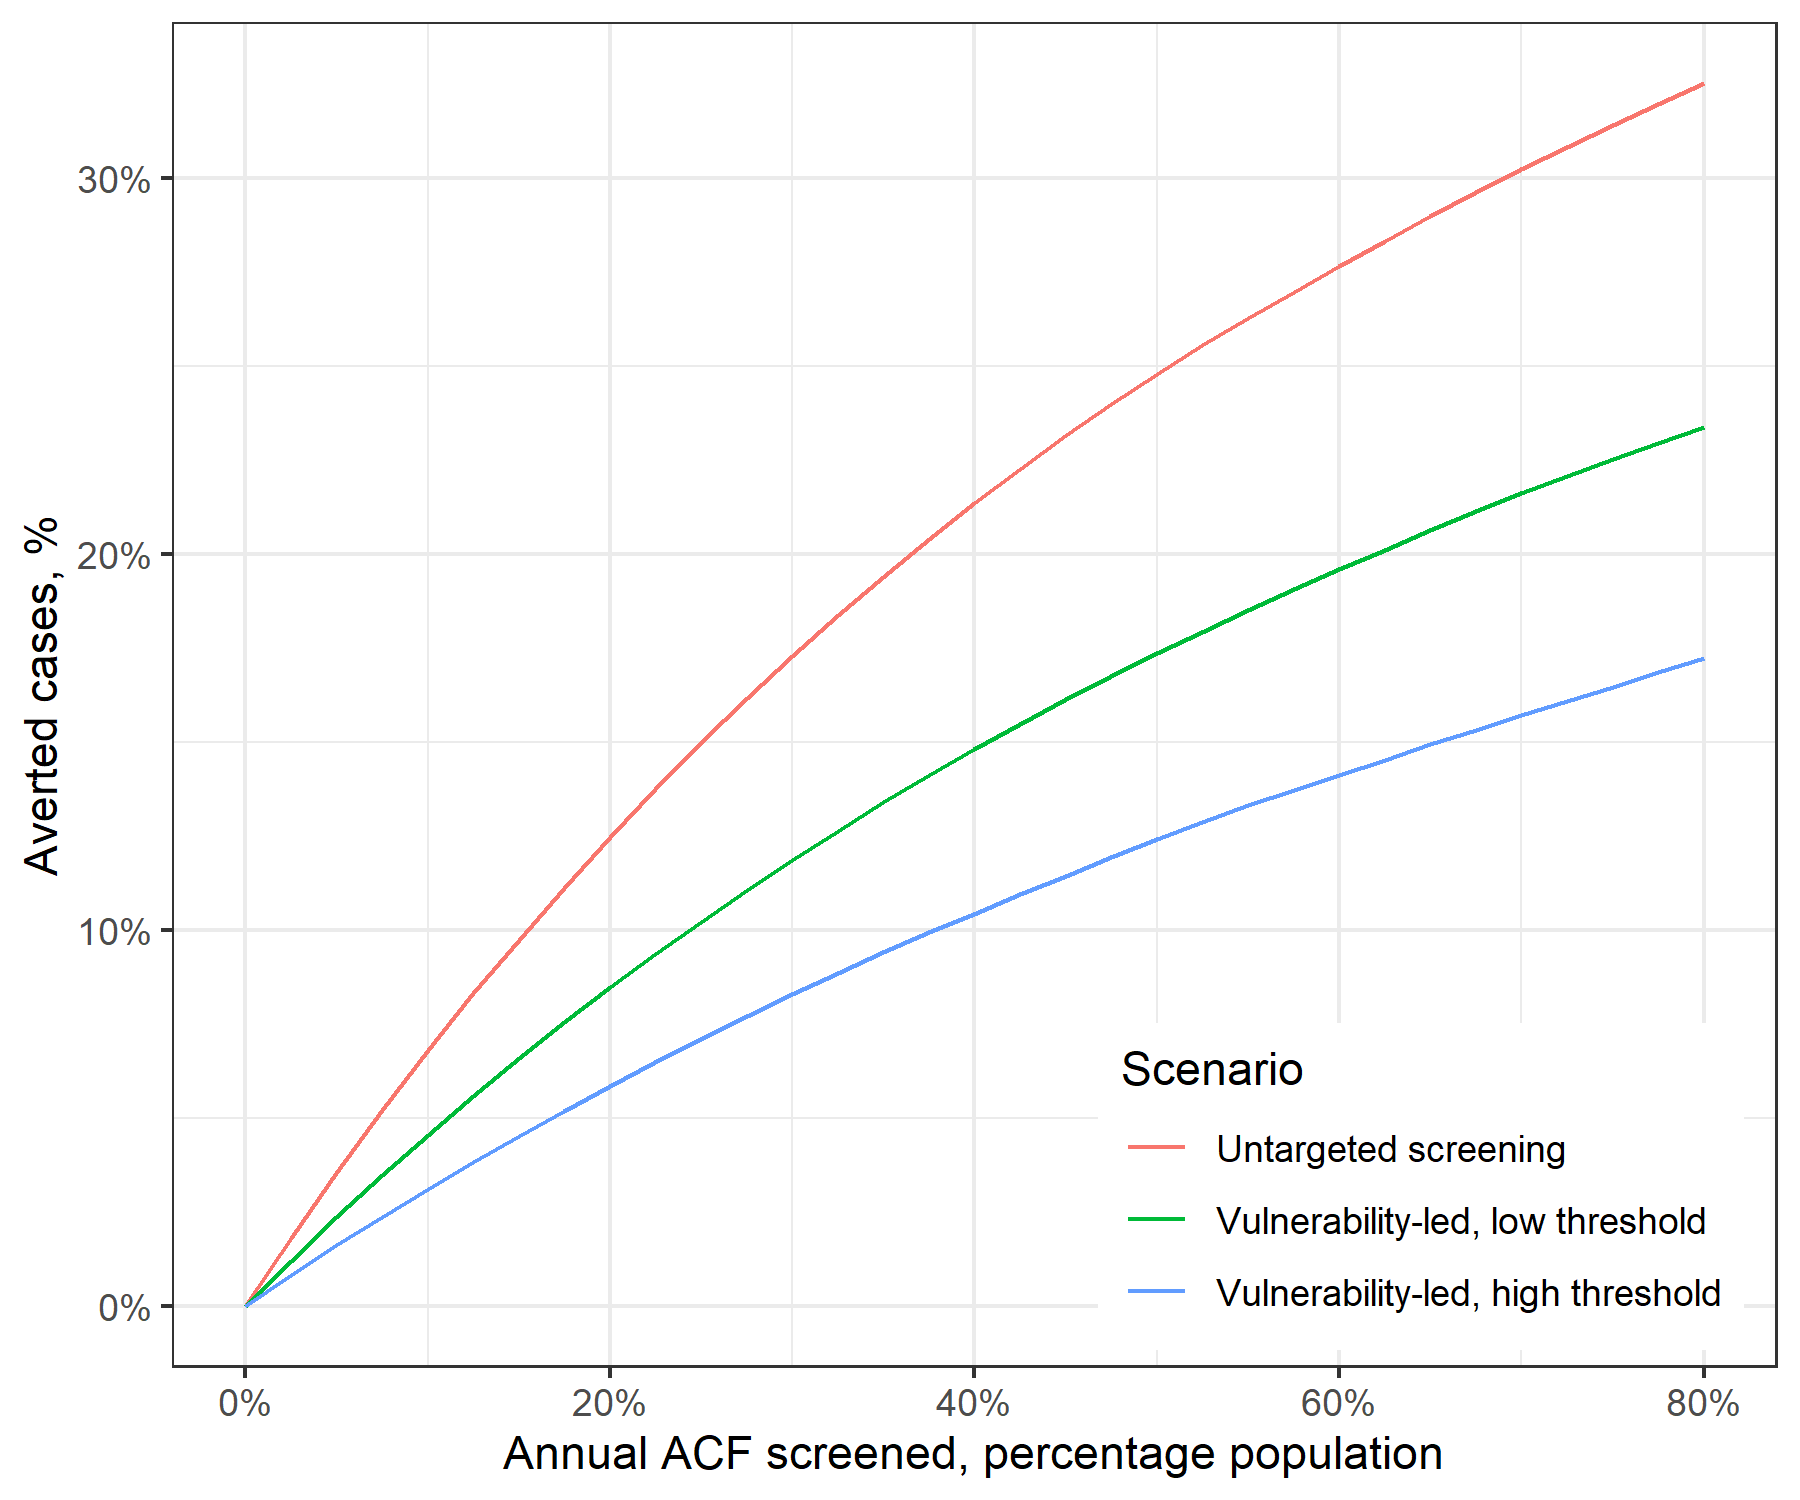 Averted cases, %
30%
20%
10%
0%
0%
20%
40%
60%
80%
Annual ACF screened, percentage population
Scenario
Untargeted screening
Vulnerability-led, low threshold
Vulnerability-led, high threshold